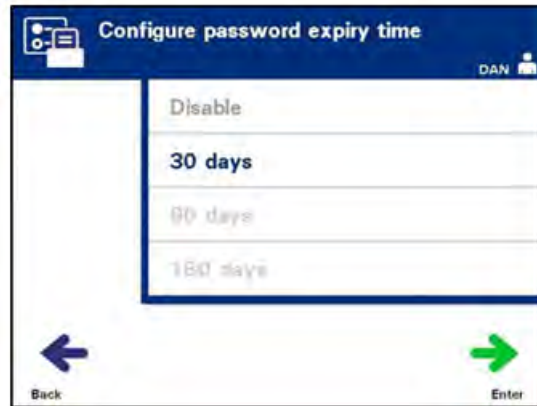 Configure password expiry time
DAN
Disable
30 days
90 days
180 days
Back
Enter